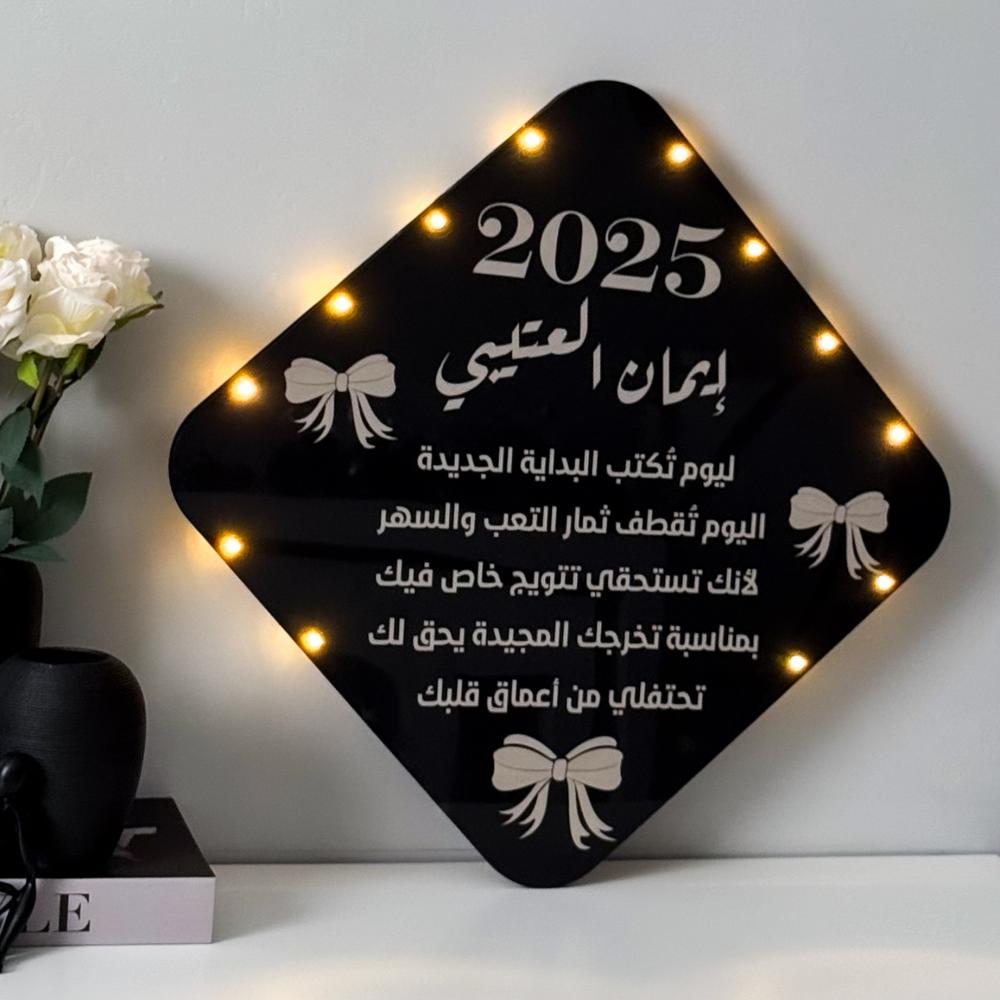 2025
إيمان العتيبي
ليوم تُكتب البداية الجديدة
اليوم تُقطف ثمار التعب والسهر
لأنك تستحقي تتويج خاص فيك
بمناسبة تخرجك المجيدة يحق لك
تحتفلي من أعماق قلبك
LE